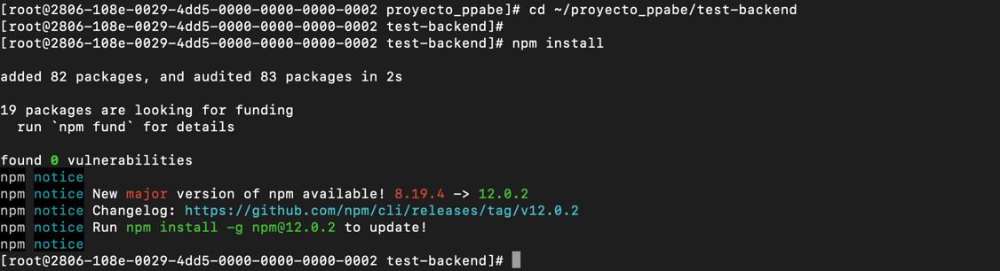 [root@2806-108e-0029-4dd5-0000-0000-0000-0002 proyecto_ppabe]# cd ~/proyecto_ppabe/test-backend
[root@2806-108e-0029-4dd5-0000-0000-0000-0002 test-backend]#
[root@2806-108e-0029-4dd5-0000-0000-0000-0002 test-backend]# npm install
added 82 packages, and audited 83 packages in 2s
19 packages are looking for funding
run `npm fund` for details
found 0 vulnerabilities
npm notice
npm notice New major version of npm available! 8.19.4 -> 12.0.2
npm notice Changelog: https://github.com/npm/cli/releases/tag/v12.0.2
npm notice Run npm install -g npm@12.0.2 to update!
npm notice
[root@2806-108e-0029-4dd5-0000-0000-0000-0002 test-backend]#